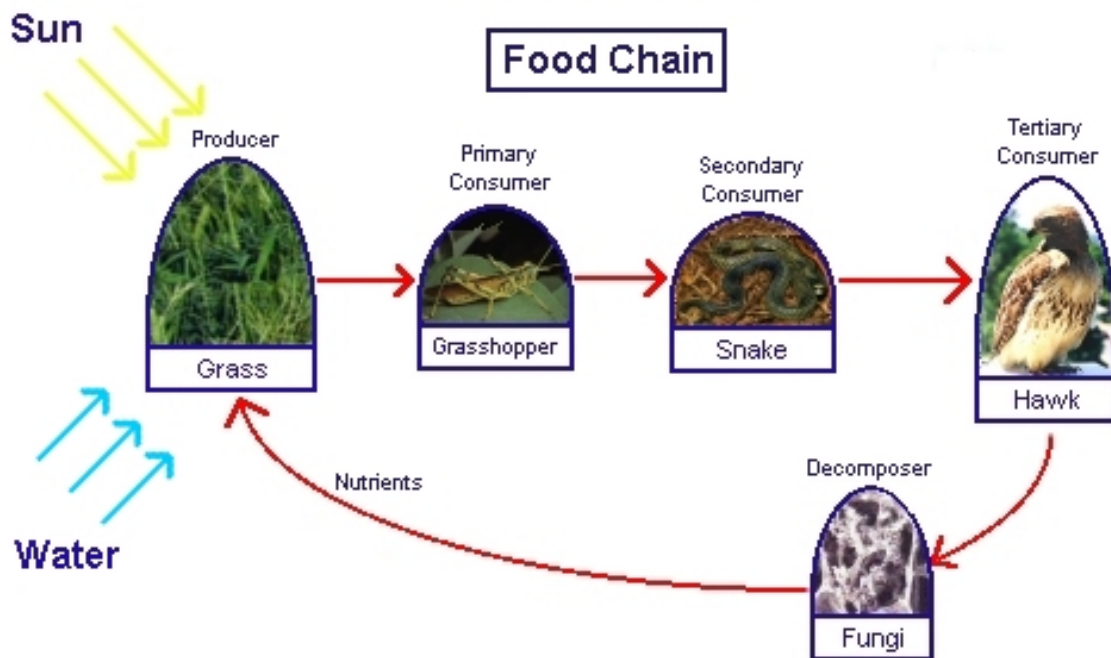 Sun
Food Chain
Producer
Primary
Consumer
Secondary
Consumer
Tertiary
Consumer
Grass
Grasshopper
Snake
Hawk
Nutrients
Decomposer
Water
Fungi